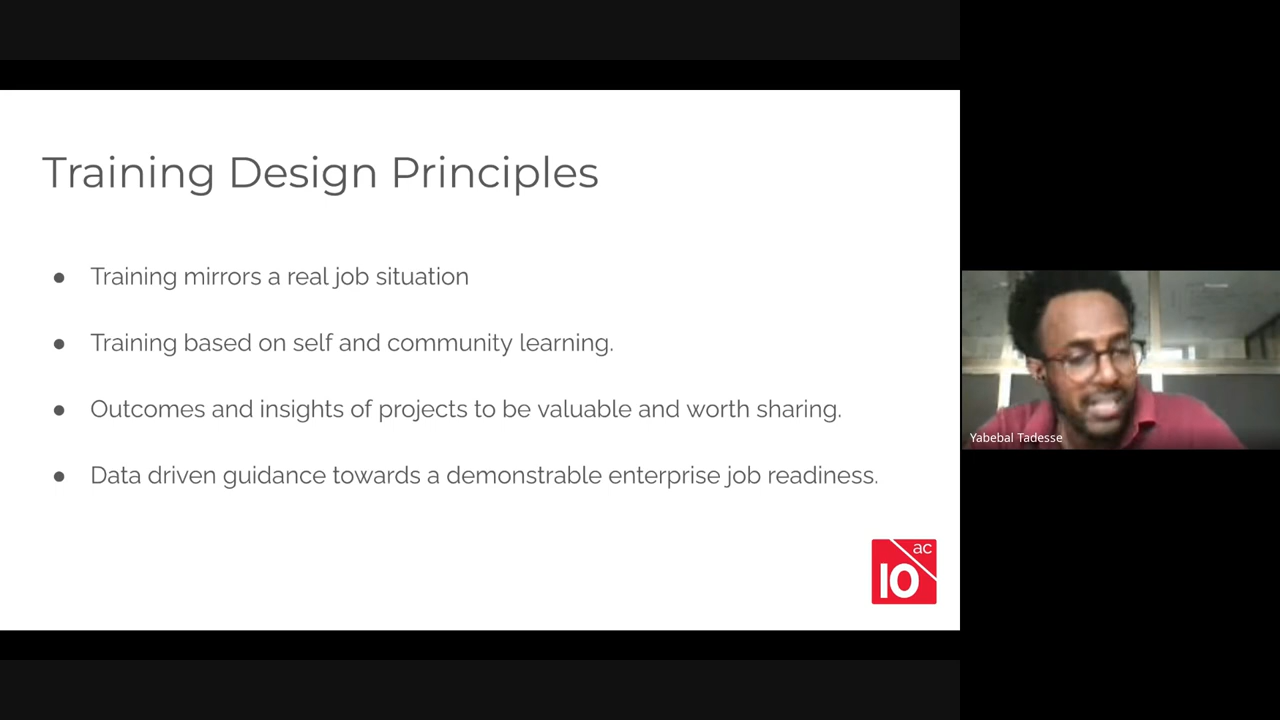 Training Design Principles
● Training mirrors a real job situation
● Training based on self and community learning.
● Outcomes and insights of projects to be valuable and worth sharing.
● Data driven guidance towards a demonstrable enterprise job readiness.
ac
10
Yabebal Tadesse